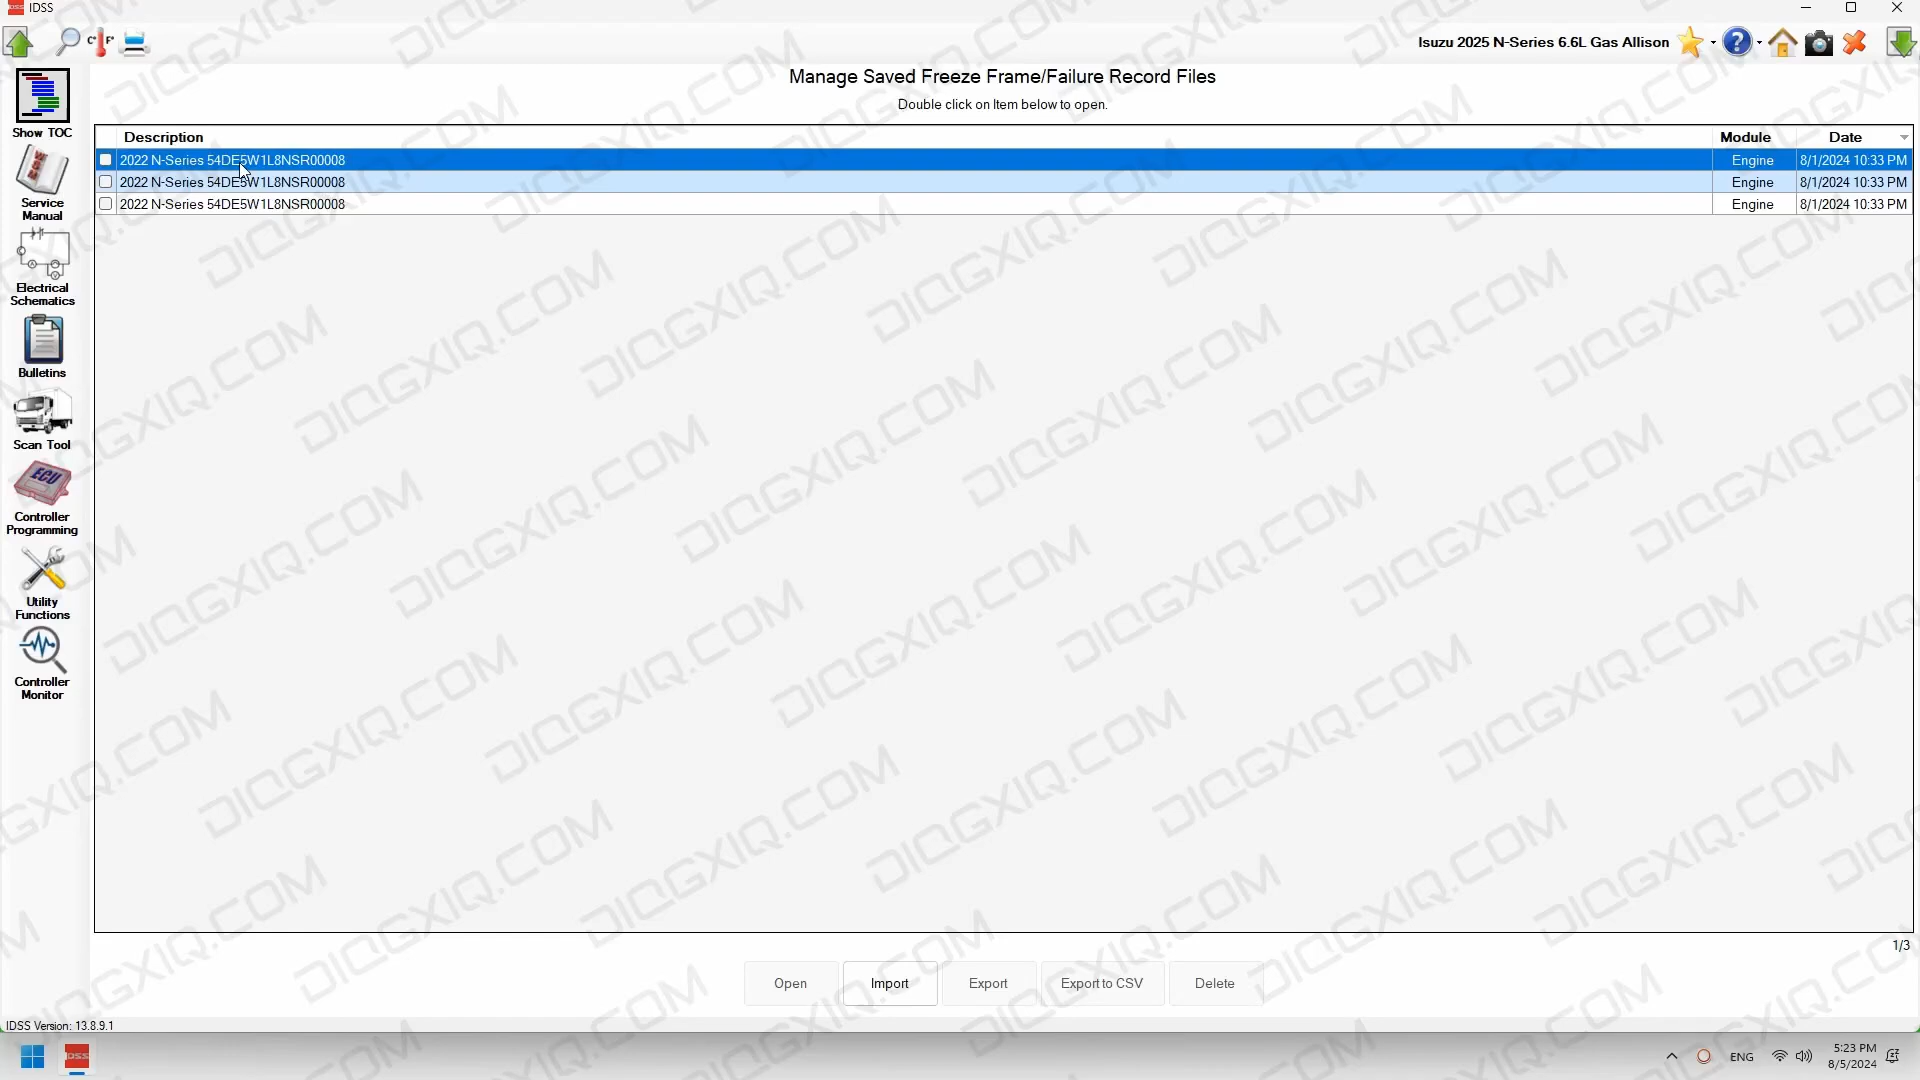 IDSS
Isuzu 2025 N-Series 6.6L Gas Allison
Manage Saved Freeze Frame/Failure Record Files
Double click on Item below to open.
Description Module Date
2022 N-Series 54DE5W1L8NSR00008 Engine 8/1/2024 10:33 PM
2022 N-Series 54DE5W1L8NSR00008 Engine 8/1/2024 10:33 PM
2022 N-Series 54DE5W1L8NSR00008 Engine 8/1/2024 10:33 PM
Show TOC
Service
Manual
Electrical
Schematics
Bulletins
Scan Tool
ECU
Controller
Programming
Utility
Functions
Controller
Monitor
1/3
Open Import Export Export to CSV Delete
IDSS Version: 13.8.9.1
IDSS
ENG
5:23 PM
8/5/2024
DIQGXIQ.COM